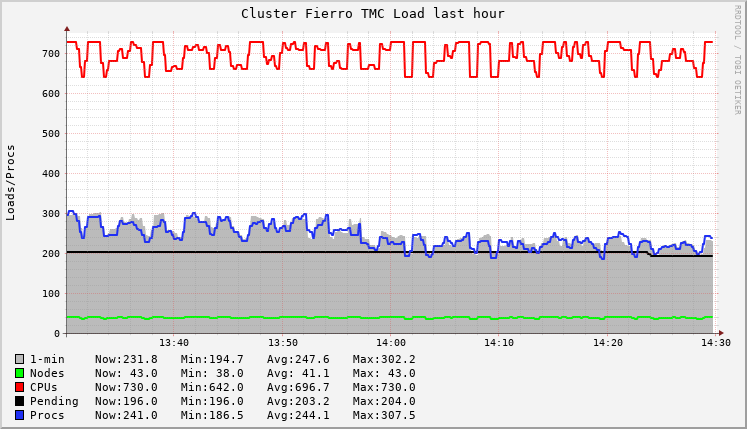 Cluster Fierro TMC Load last hour
RRDTOOL / TOBI OETIKER
Loads/Procs
700
600
500
400
300
200
100
0
13:40 13:50 14:00 14:10 14:20 14:30
1-min Now:231.8 Min:194.7 Avg:247.6 Max:302.2
Nodes Now: 43.0 Min: 38.0 Avg: 41.1 Max: 43.0
CPUs Now:730.0 Min:642.0 Avg:696.7 Max:730.0
Pending Now:196.0 Min:196.0 Avg:203.2 Max:204.0
Procs Now:241.0 Min:186.5 Avg:244.1 Max:307.5